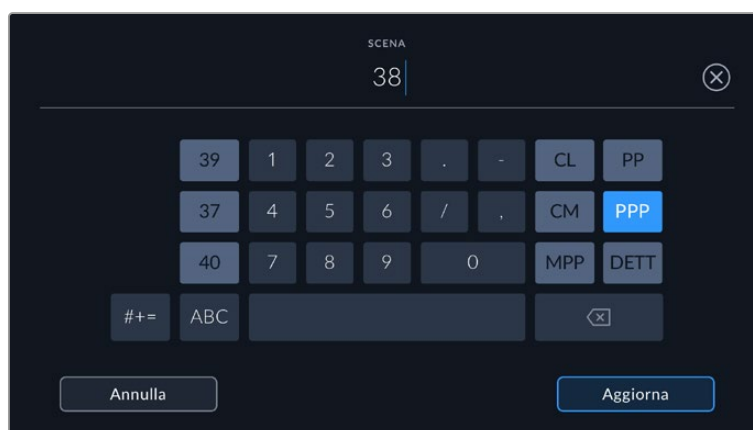 SCENA
38
39 1 2 3 . - CL PP
37 4 5 6 / , CM PPP
40 7 8 9 0 MPP DETT
#+= ABC
Annulla Aggiorna